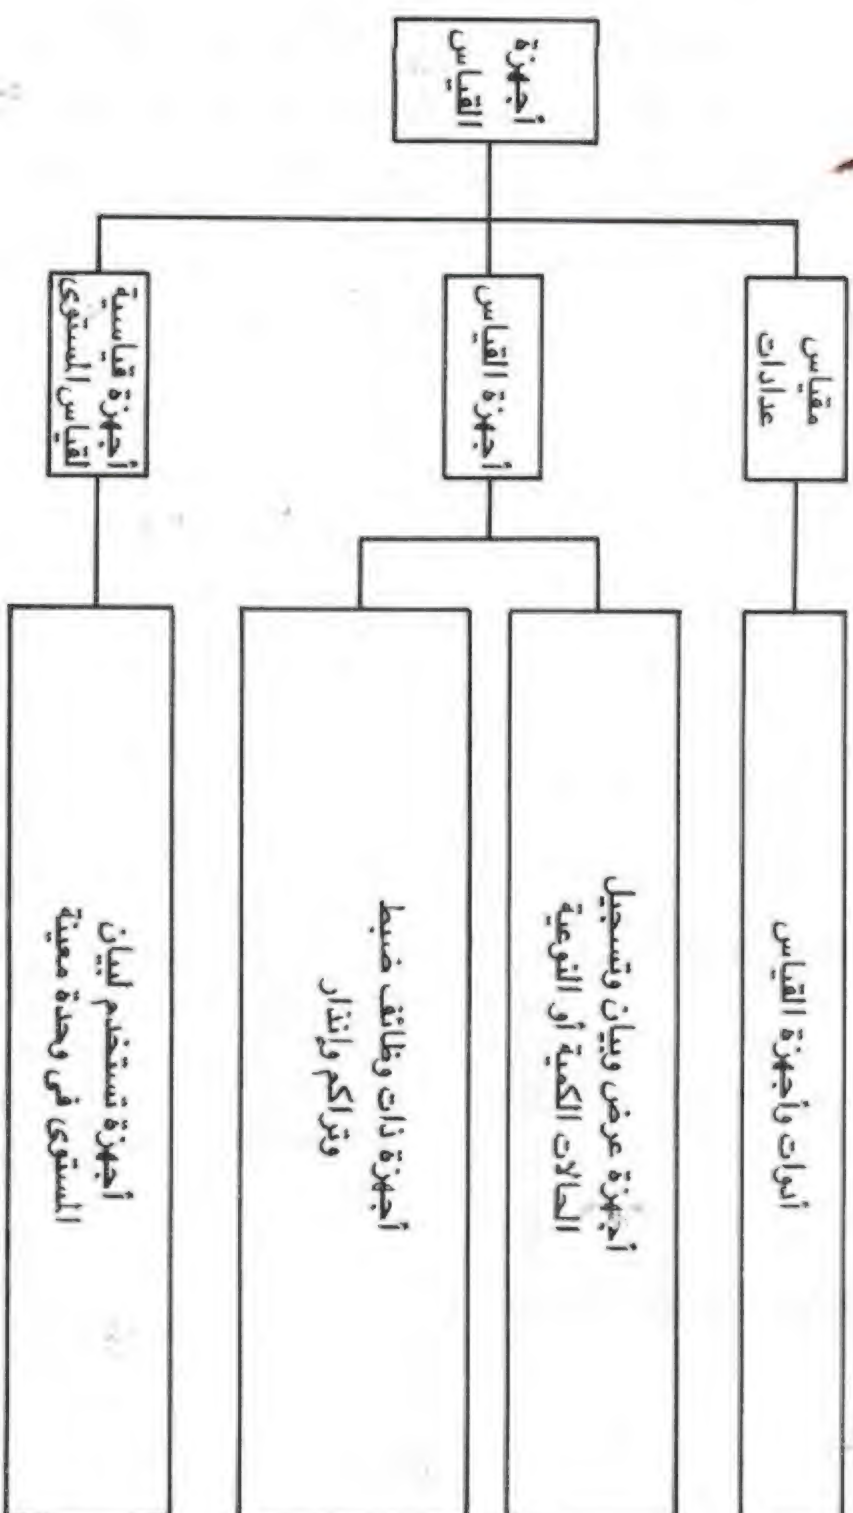 أجهزة
القياس
مقياس
عدادات
أدوات وأجهزة القياس
أجهزة القياس
أجهزة عرض وبيان وتسجيل
الحالات الكمية أو النوعية
أجهزة ذات وظائف ضبط
وتراكم وإنذار
أجهزة قياسية
لقياس المستوى
أجهزة تستخدم لبيان
المستوى فى وحدة معينة